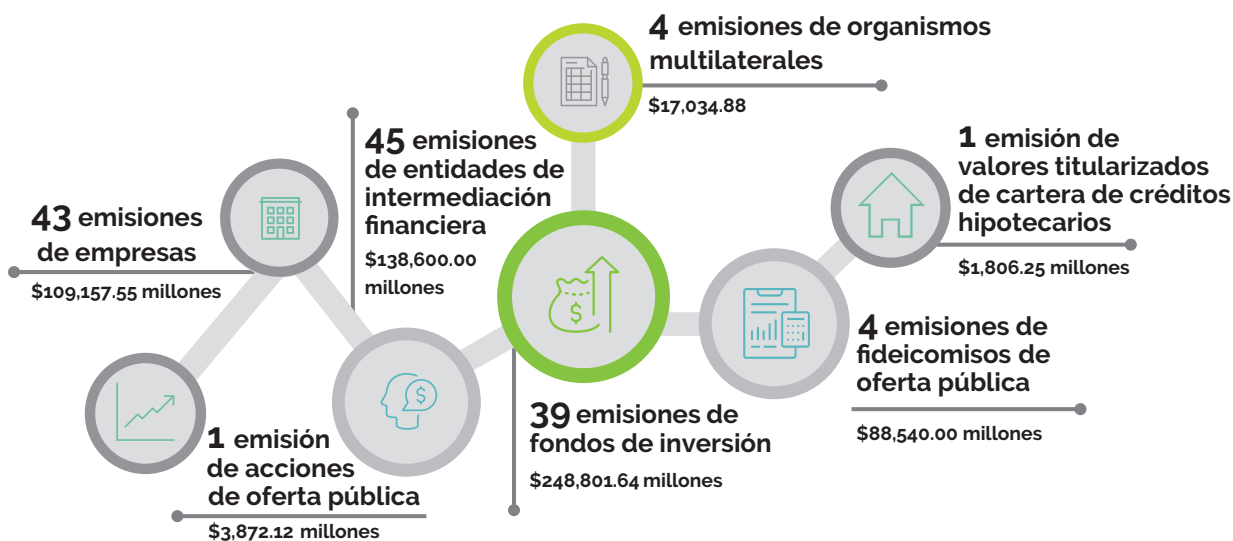 4 emisiones de organismos
multilaterales
$17,034.88
45 emisiones
de entidades de
intermediación
financiera
$138,600.00
millones
1 emisión de
valores titularizados
de cartera de créditos
hipotecarios
$1,806.25 millones
43 emisiones
de empresas
$109,157.55 millones
$
$
4 emisiones de
fideicomisos de
oferta pública
$88,540.00 millones
39 emisiones de
fondos de inversión
$248,801.64 millones
1 emisión
de acciones
de oferta pública
$3,872.12 millones